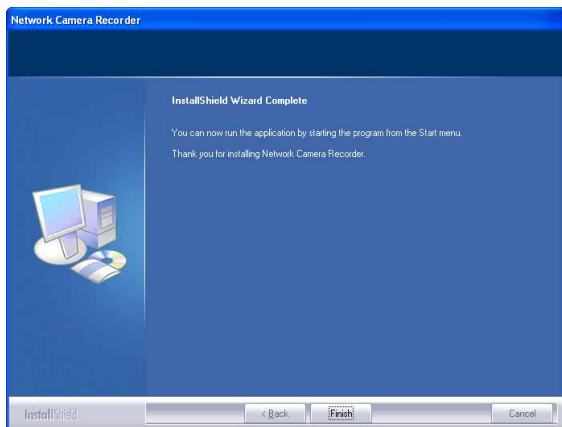 Network Camera Recorder
InstallShield Wizard Complete
You can now run the application by starting the program from the Start menu.
Thank you for installing Network Camera Recorder.
InstallShield
< Back
Finish
Cancel